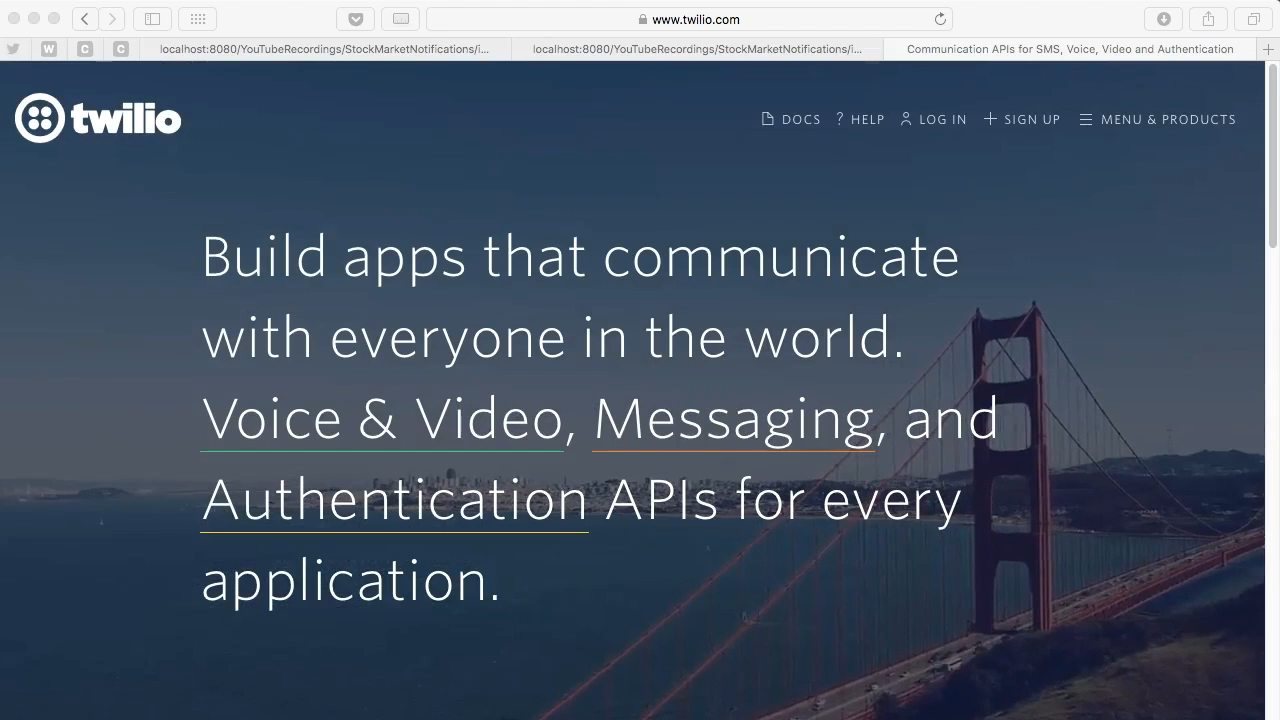 www.twilio.com
W
C
C
localhost:8080/YouTubeRecordings/StockMarketNotifications/i...
localhost:8080/YouTubeRecordings/StockMarketNotifications/i...
Communication APIs for SMS, Voice, Video and Authentication
twilio
DOCS
? HELP
LOG IN
SIGN UP
MENU & PRODUCTS
Build apps that communicate
with everyone in the world.
Voice & Video, Messaging, and
Authentication APIs for every
application.